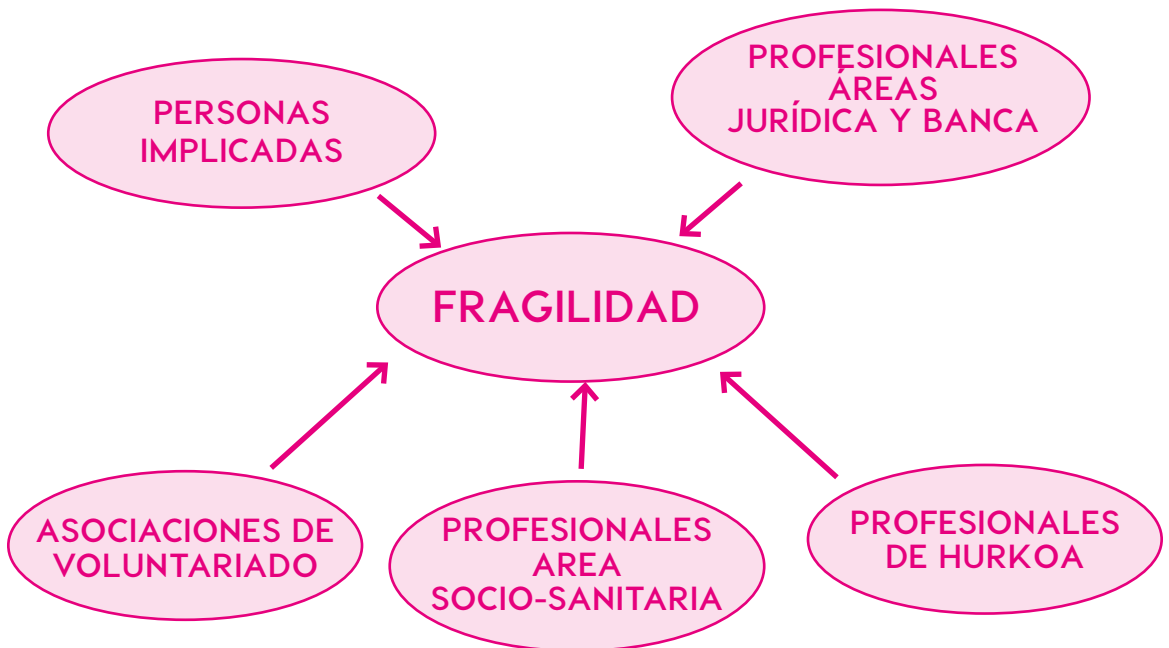 PERSONAS
IMPLICADAS
PROFESIONALES
ÁREAS
JURÍDICA Y BANCA
FRAGILIDAD
ASOCIACIONES DE
VOLUNTARIADO
PROFESIONALES
AREA
SOCIO-SANITARIA
PROFESIONALES
DE HURKOA